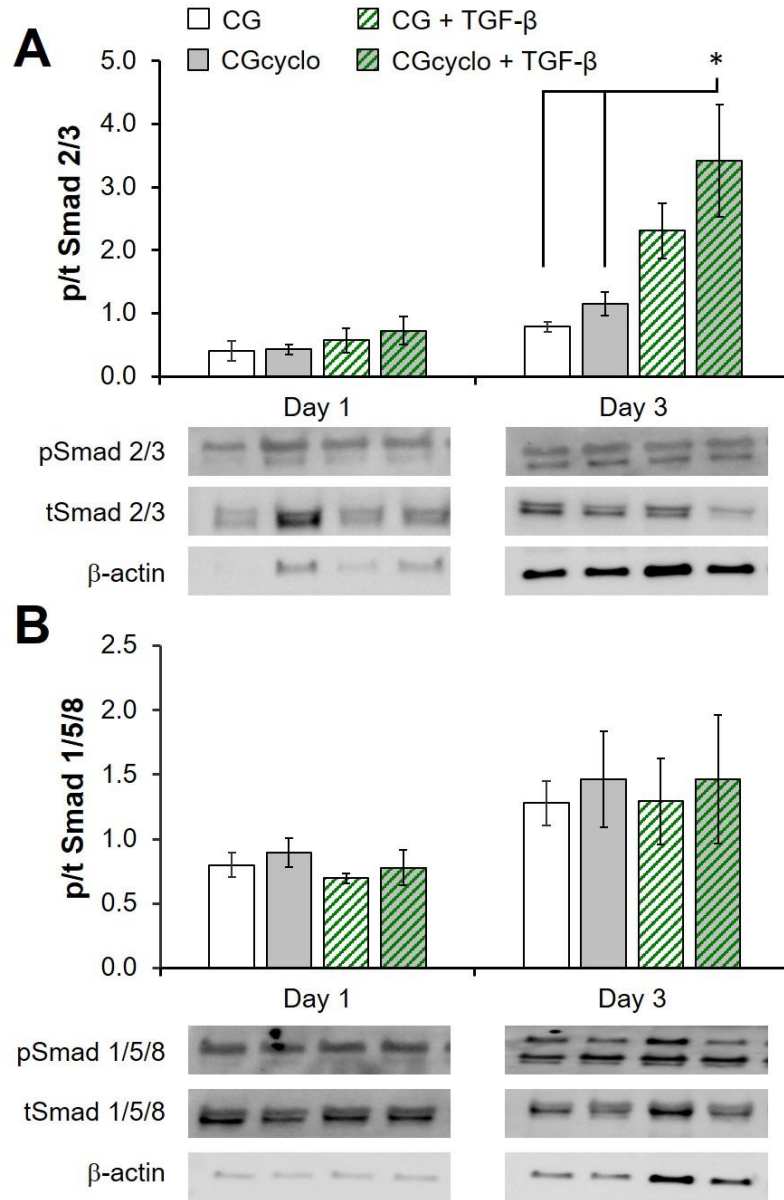 A
CG
CG + TGF-β
CGcyclo
CGcyclo + TGF-β
*
p/t Smad 2/3
5.0
4.0
3.0
2.0
1.0
0.0
Day 1
Day 3
pSmad 2/3
tSmad 2/3
β-actin
B
p/t Smad 1/5/8
2.5
2.0
1.5
1.0
0.5
0.0
Day 1
Day 3
pSmad 1/5/8
tSmad 1/5/8
β-actin